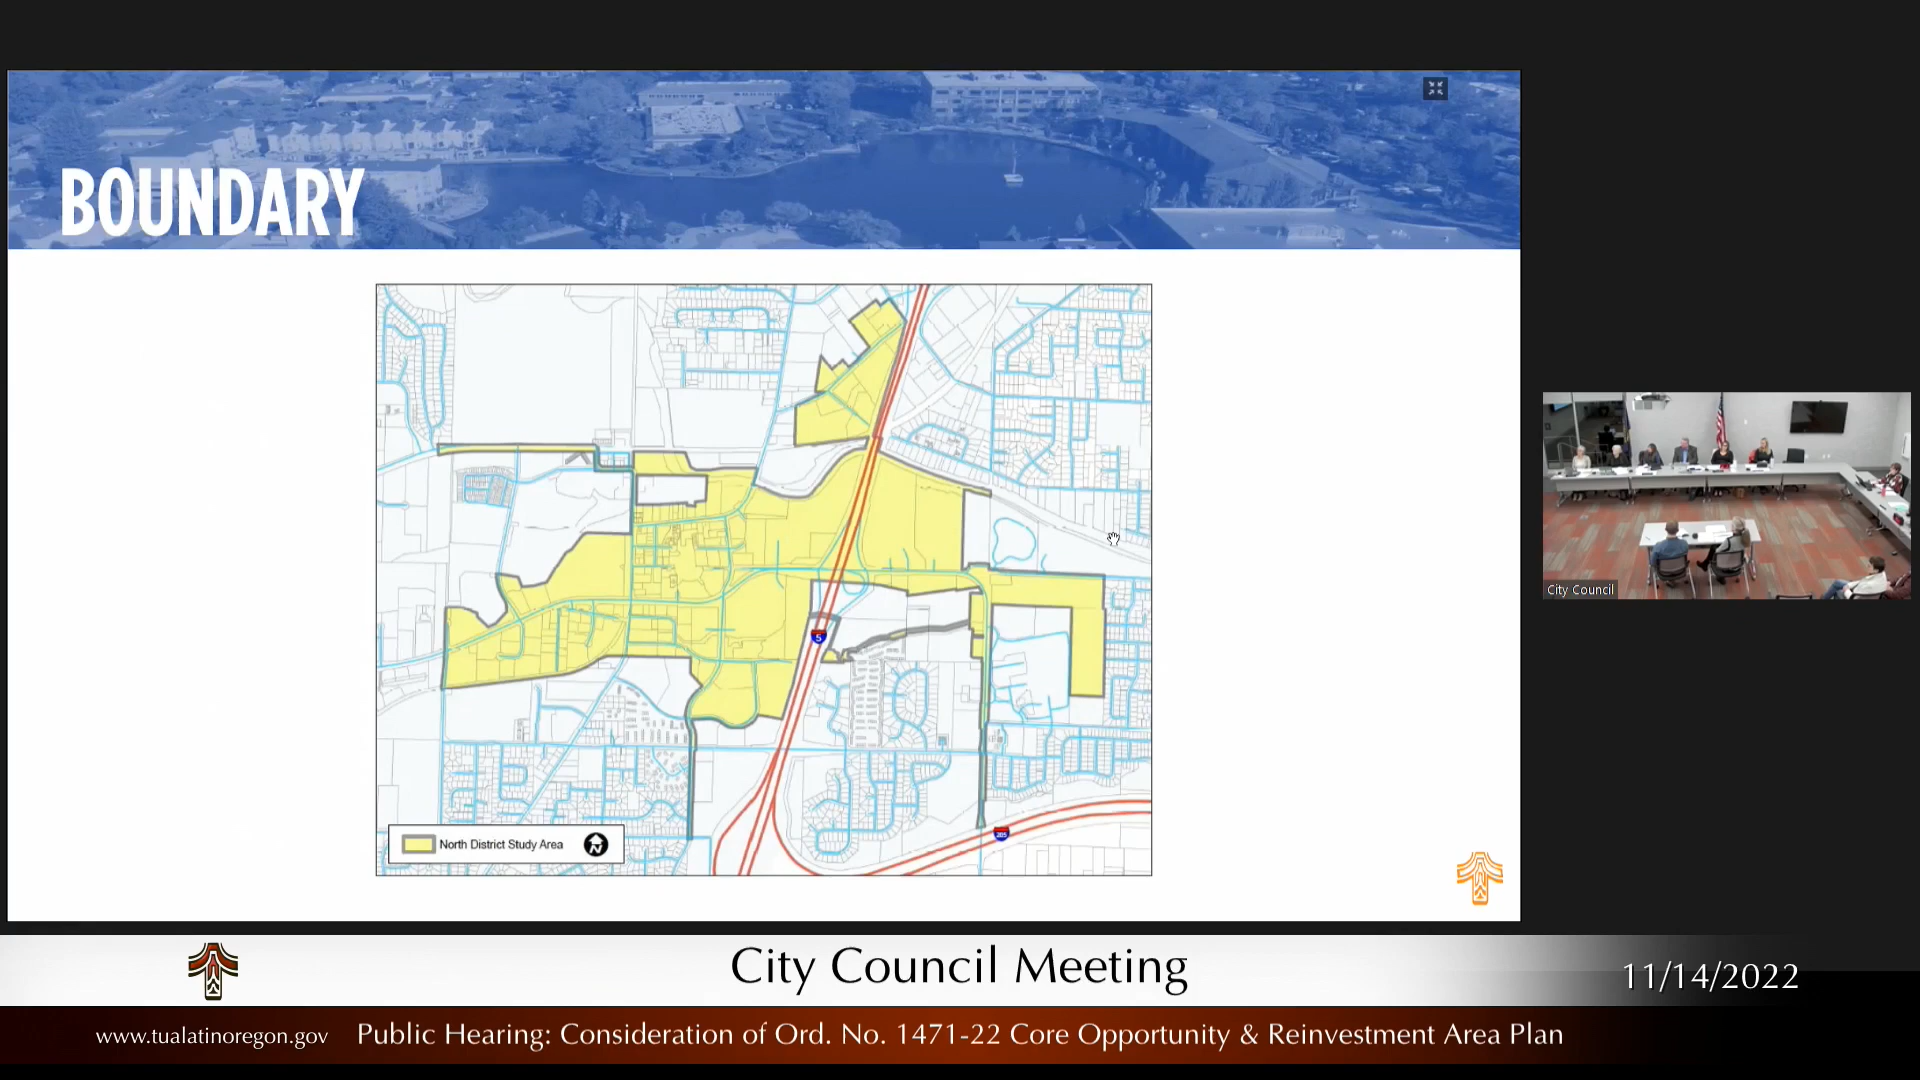 BOUNDARY
5
205
North District Study Area
N
City Council
City Council Meeting
11/14/2022
www.tualatinoregon.gov
Public Hearing: Consideration of Ord. No. 1471-22 Core Opportunity & Reinvestment Area Plan